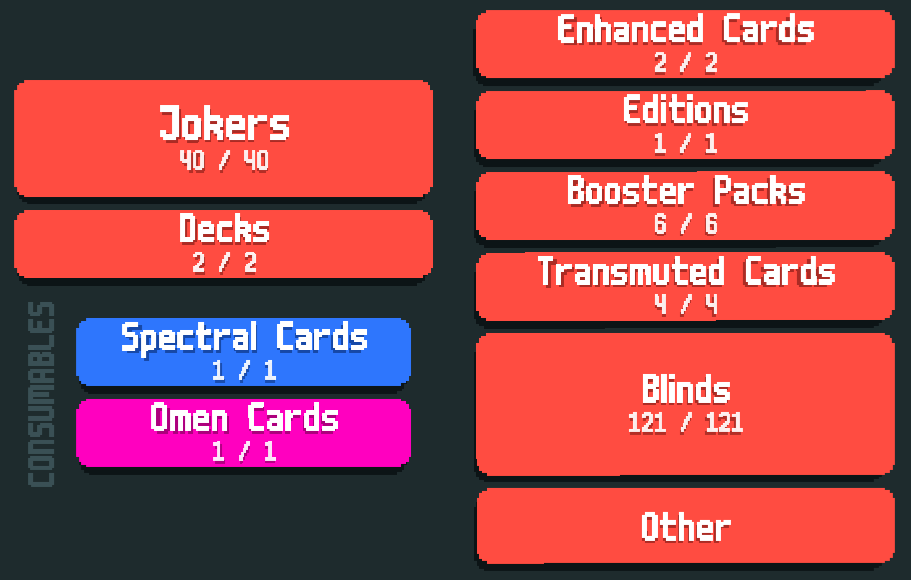 Jokers
40 / 40
Decks
2 / 2
CONSUMABLES
Spectral Cards
1 / 1
Omen Cards
1 / 1
Enhanced Cards
2 / 2
Editions
1 / 1
Booster Packs
6 / 6
Transmuted Cards
4 / 4
Blinds
121 / 121
Other